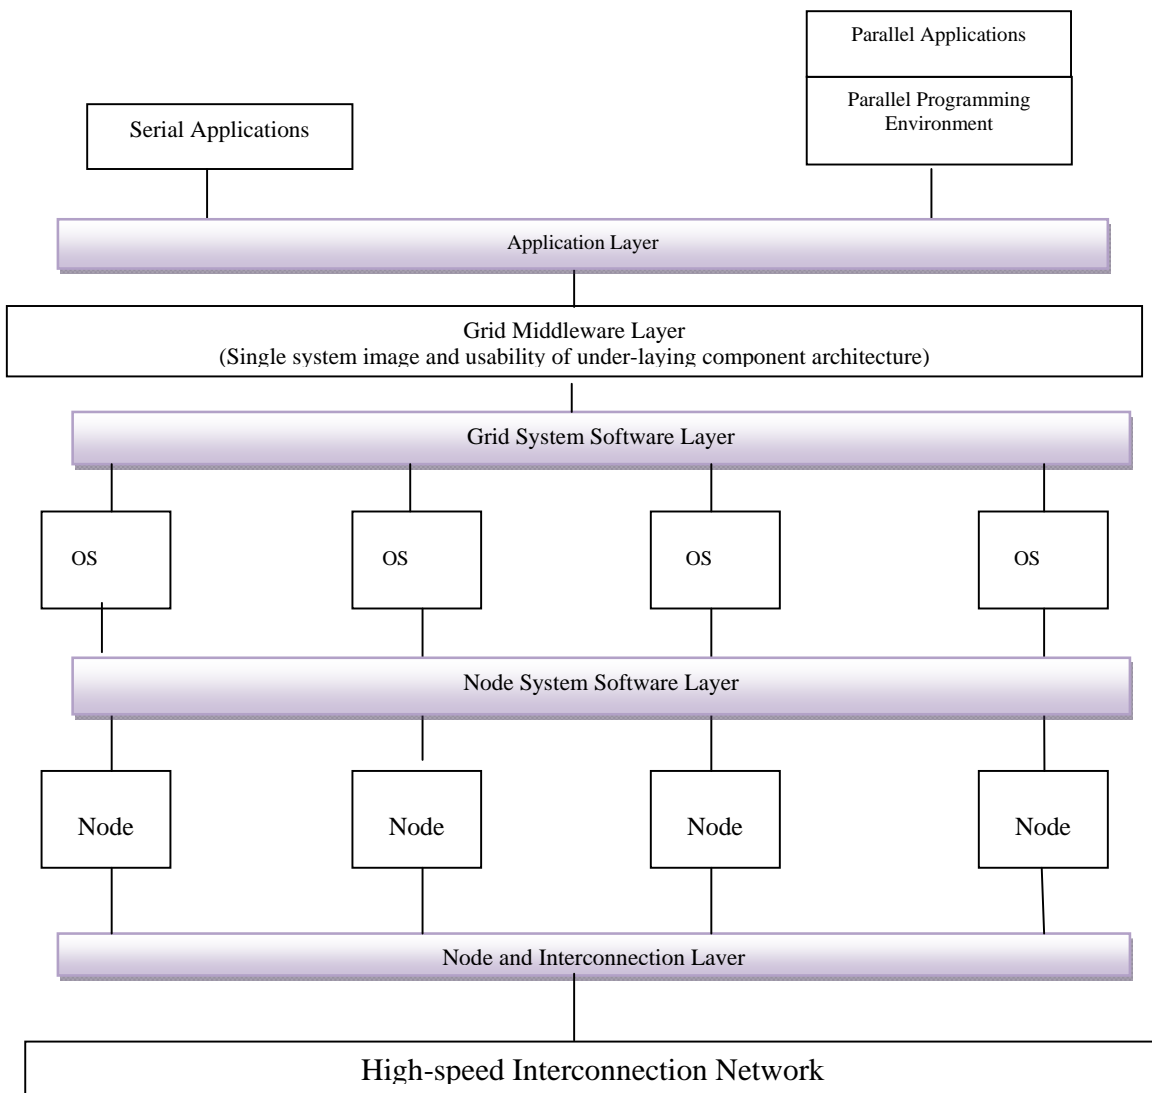 Parallel Applications
Parallel Programming
Environment
Serial Applications
Application Layer
Grid Middleware Layer
(Single system image and usability of under-laying component architecture)
Grid System Software Layer
OS
OS
OS
OS
Node System Software Layer
Node
Node
Node
Node
Node and Interconnection Layer
High-speed Interconnection Network